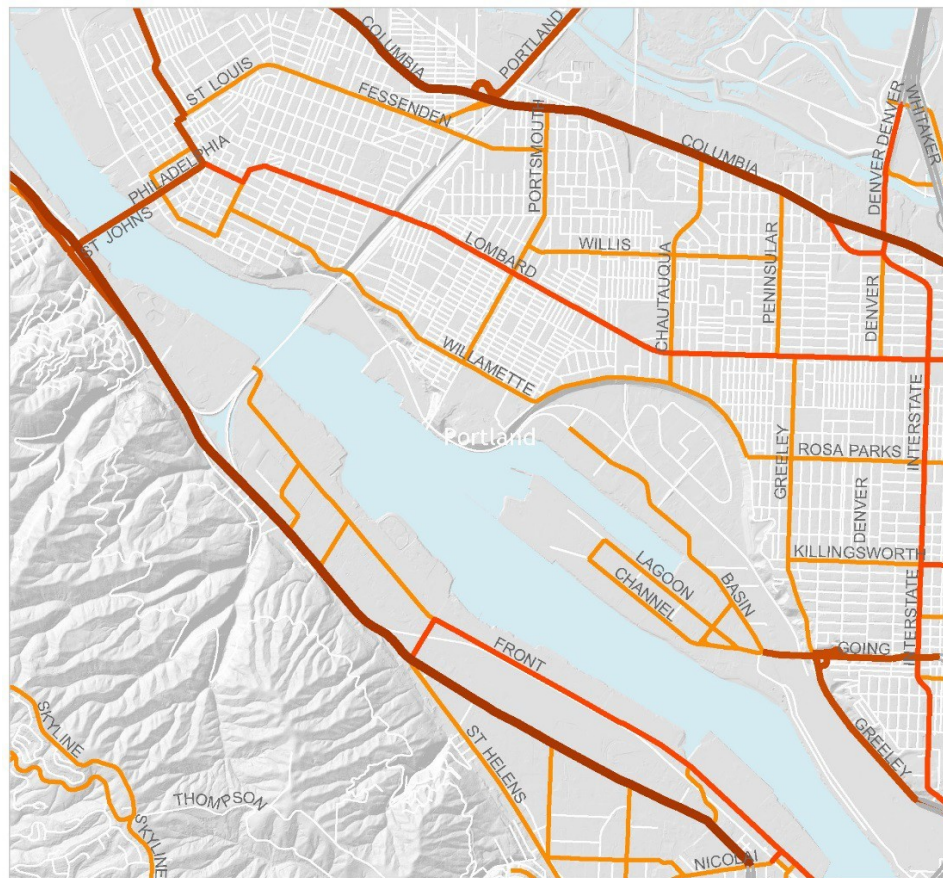 COLUMBIA
PORTLAND
ST LOUIS
FESSENDEN
PORTSMOUTH
WHITAKER
DENVER DENVER
COLUMBIA
PHILADELPHIA
ST JOHNS
WILLIS
LOMBARD
CHAUTAUQUA
PENINSULAR
DENVER
WILLAMETTE
Portland
GREELEY
ROSA PARKS
INTERSTATE
DENVER
KILLINGSWORTH
LAGOON
CHANNEL
BASIN
INTERSTATE
GOING
FRONT
GREELEY
SKYLINE
ST HELENS
THOMPSON
SKYLINE
NICOLAI